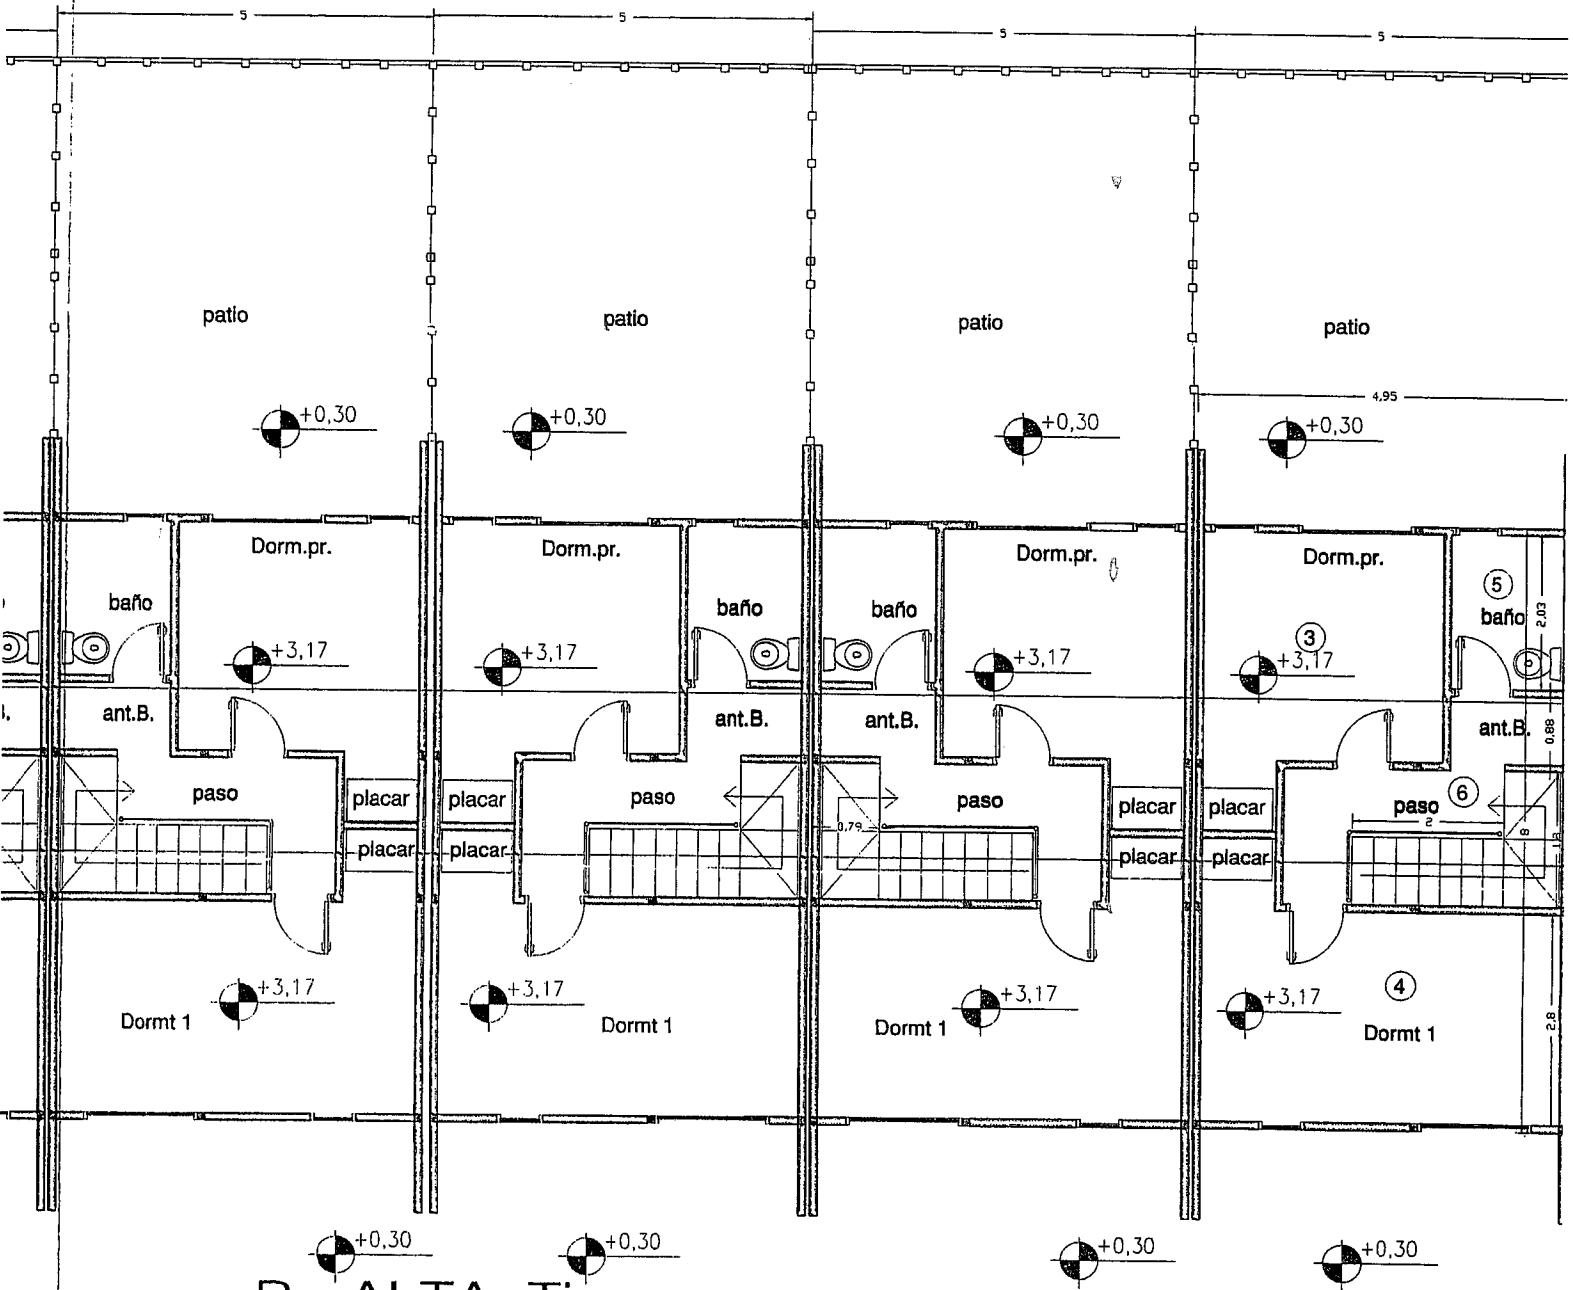 5 5 5 5
patio patio patio patio
4,95
+0,30 +0,30 +0,30 +0,30
Dorm.pr. Dorm.pr. Dorm.pr. Dorm.pr.
5
baño baño baño baño 2,03
3
+3,17 +3,17 +3,17 +3,17
ant.B. ant.B. ant.B. ant.B. 0,88
paso paso paso paso 6
placar placar placar placar
2
0,79 8
placar placar placar placar
+3,17 +3,17 +3,17 +3,17
4
Dormt 1 Dormt 1 Dormt 1 Dormt 1 2,8
+0,30 +0,30 +0,30 +0,30